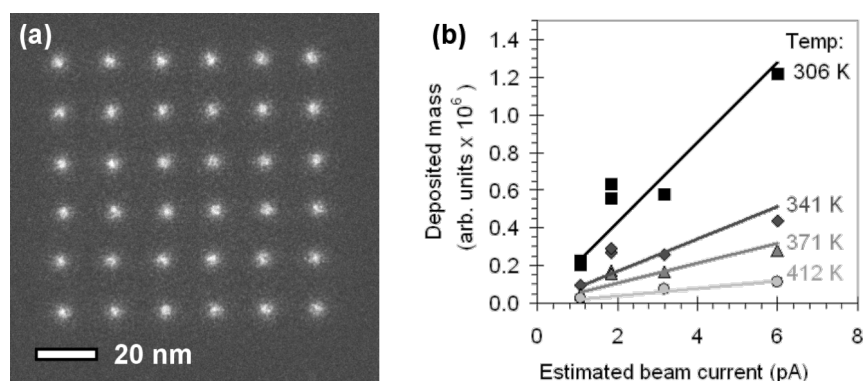 (a)
20 nm
(b)
Deposited mass
(arb. units x 10⁶)
1.4
1.2
1.0
0.8
0.6
0.4
0.2
0.0
Temp:
306 K
341 K
371 K
412 K
0 2 4 6 8
Estimated beam current (pA)